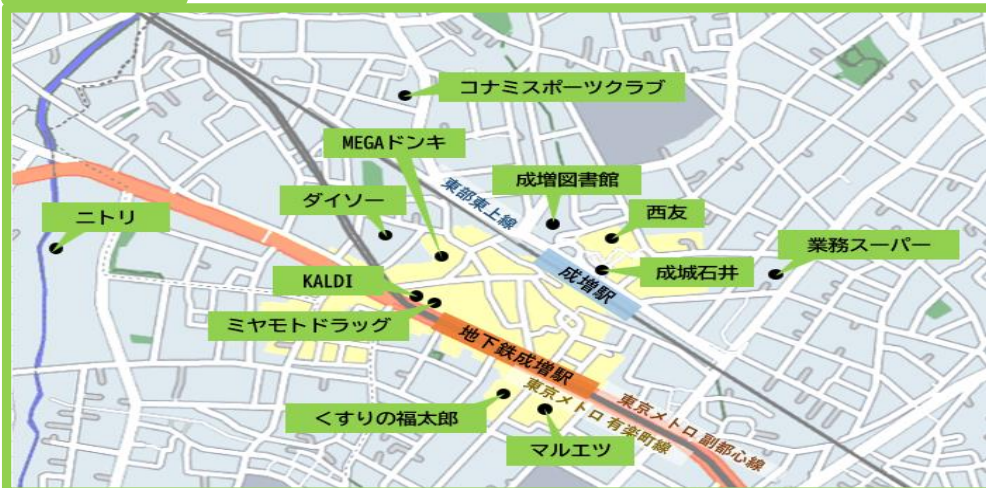 コナミスポーツクラブ
MEGAドンキ
成増図書館
東部東上線
ダイソー
西友
ニトリ
業務スーパー
成城石井
KALDI
成増駅
ミヤモトドラッグ
地下鉄成増駅
東京メトロ 副都心線
東京メトロ 有楽町線
くすりの福太郎
マルエツ